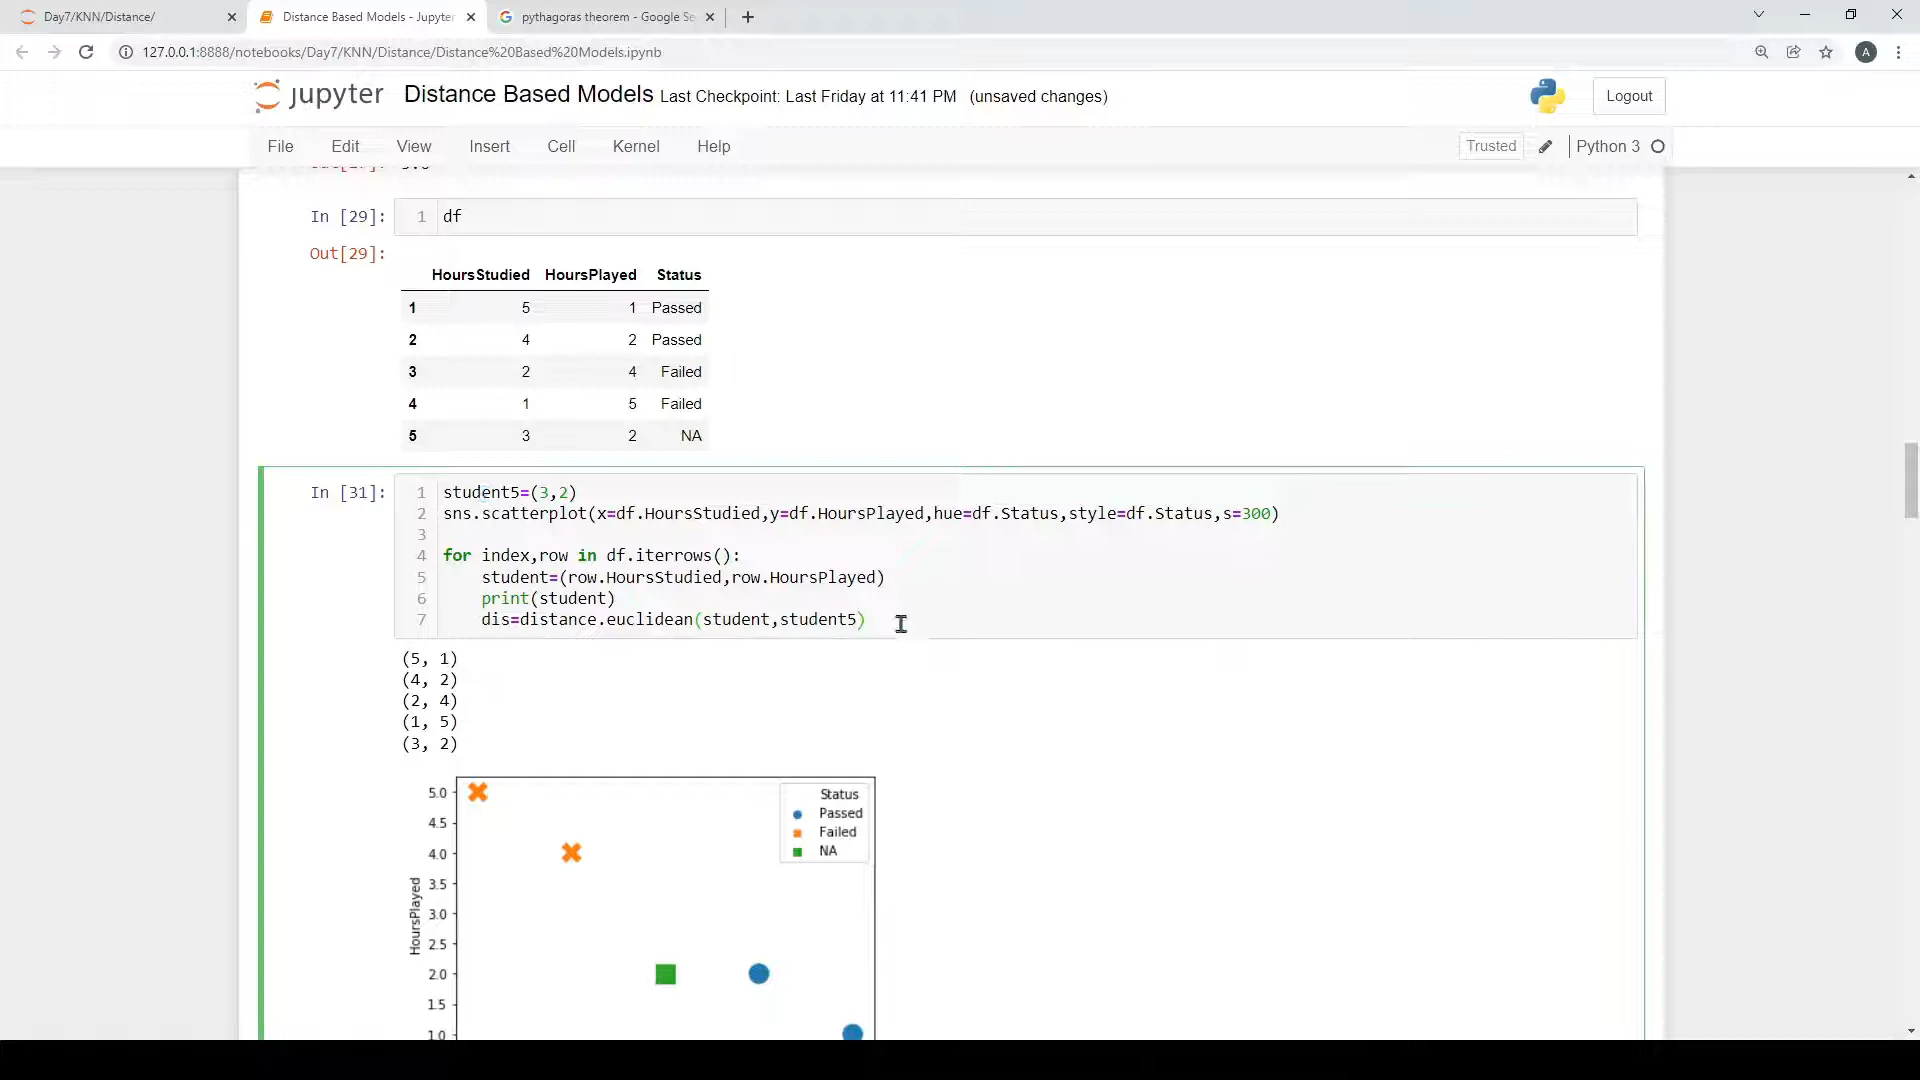 Day7/KNN/Distance/
Distance Based Models - Jupyter
pythagoras theorem - Google Se
127.0.0.1:8888/notebooks/Day7/KNN/Distance/Distance%20Based%20Models.ipynb
A
jupyter Distance Based Models Last Checkpoint: Last Friday at 11:41 PM (unsaved changes)
Logout
File Edit View Insert Cell Kernel Help
Trusted Python 3
In [29]: 1 df
Out[29]:
HoursStudied HoursPlayed Status
1 5 1 Passed
2 4 2 Passed
3 2 4 Failed
4 1 5 Failed
5 3 2 NA
In [31]: 1 student5=(3,2)
2 sns.scatterplot(x=df.HoursStudied,y=df.HoursPlayed,hue=df.Status,style=df.Status,s=300)
3
4 for index,row in df.iterrows():
5 student=(row.HoursStudied,row.HoursPlayed)
6 print(student)
7 dis=distance.euclidean(student,student5)
(5, 1)
(4, 2)
(2, 4)
(1, 5)
(3, 2)
Status
Passed
Failed
NA
HoursPlayed
5.0
4.5
4.0
3.5
3.0
2.5
2.0
1.5
1.0